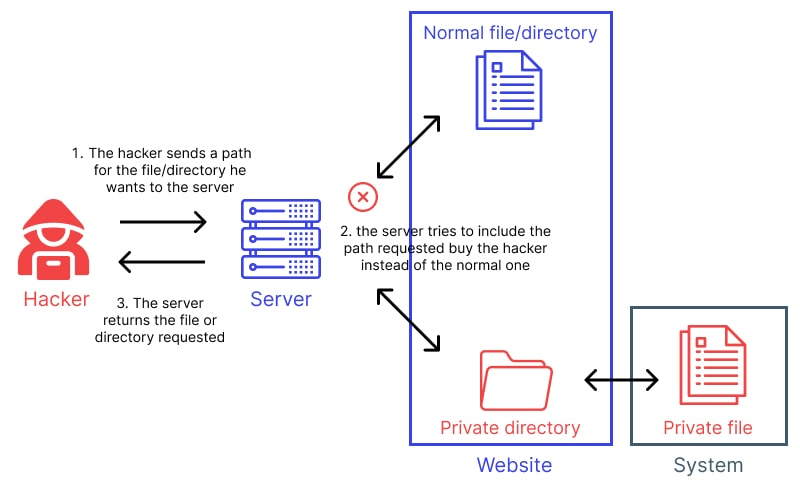 Normal file/directory
1. The hacker sends a path
for the file/directory he
wants to the server
2. the server tries to include the
path requested buy the hacker
instead of the normal one
Hacker
Server
3. The server
returns the file or
directory requested
Private directory
Private file
Website
System